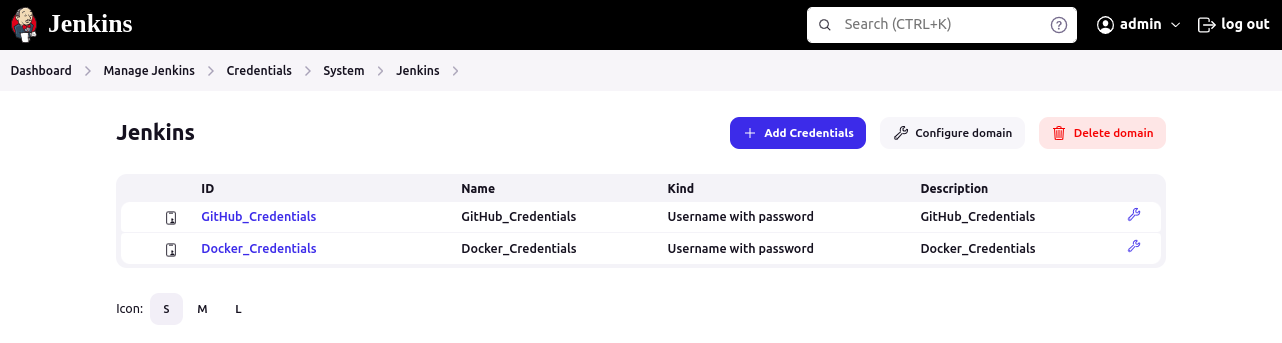 Jenkins
Search (CTRL+K)
?
admin
log out
Dashboard Manage Jenkins Credentials System Jenkins
Jenkins
+ Add Credentials
Configure domain
Delete domain
ID Name Kind Description
GitHub_Credentials GitHub_Credentials Username with password GitHub_Credentials
Docker_Credentials Docker_Credentials Username with password Docker_Credentials
Icon: S M L